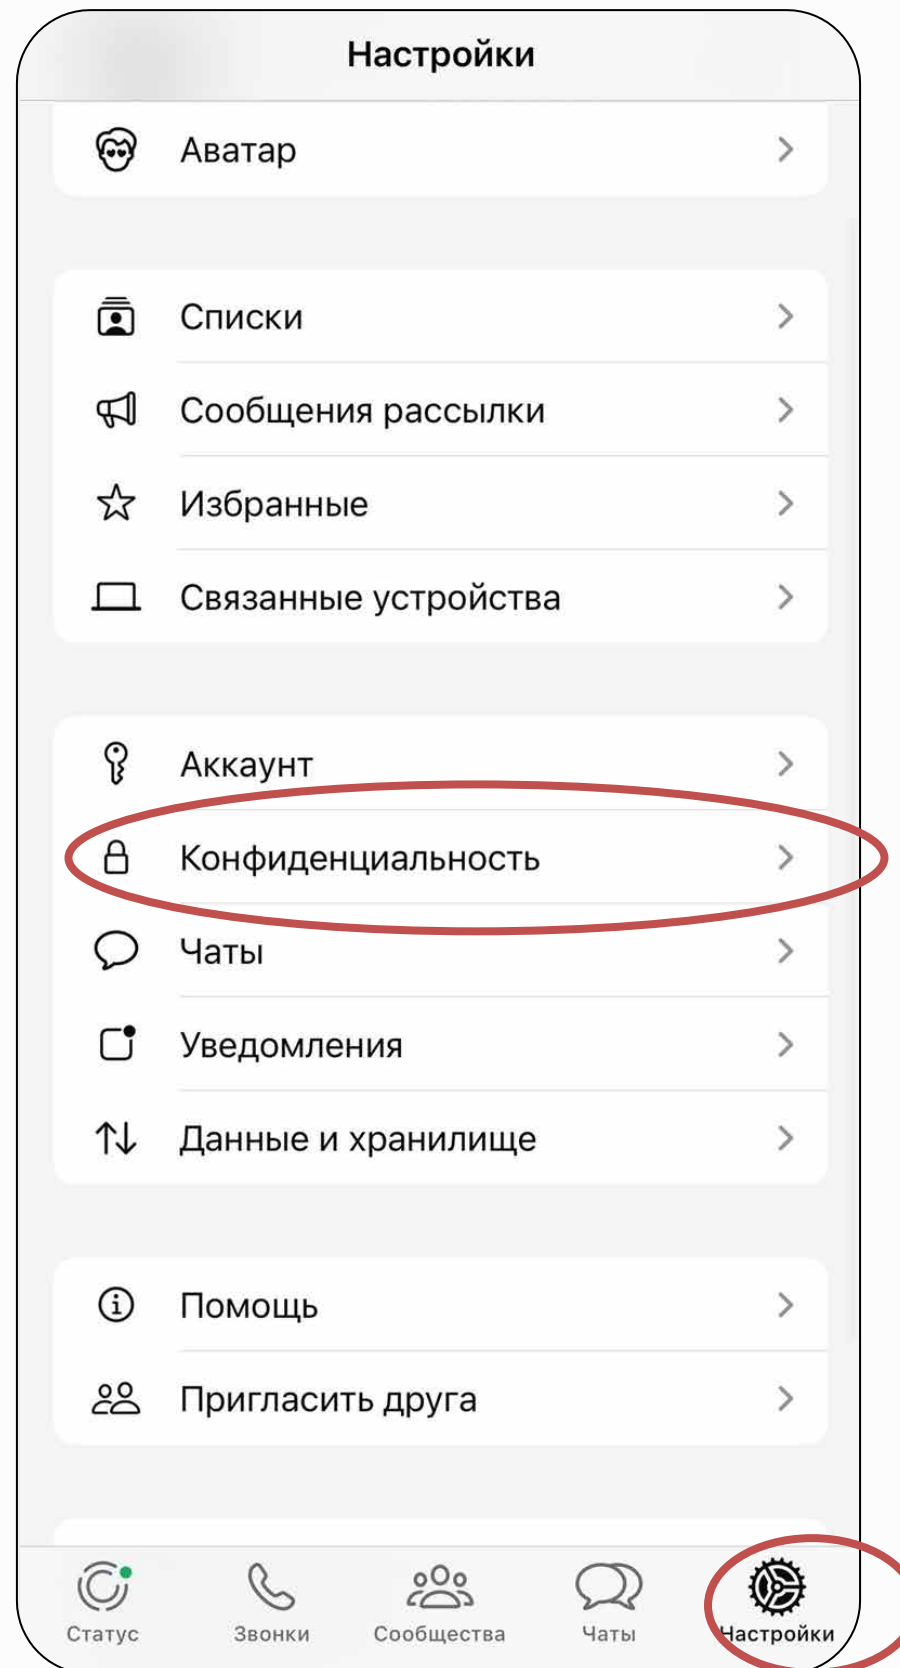 Настройки
Аватар
Списки
Сообщения рассылки
Избранные
Связанные устройства
Аккаунт
Конфиденциальность
Чаты
Уведомления
Данные и хранилище
Помощь
Пригласить друга
Статус Звонки Сообщества Чаты Настройки